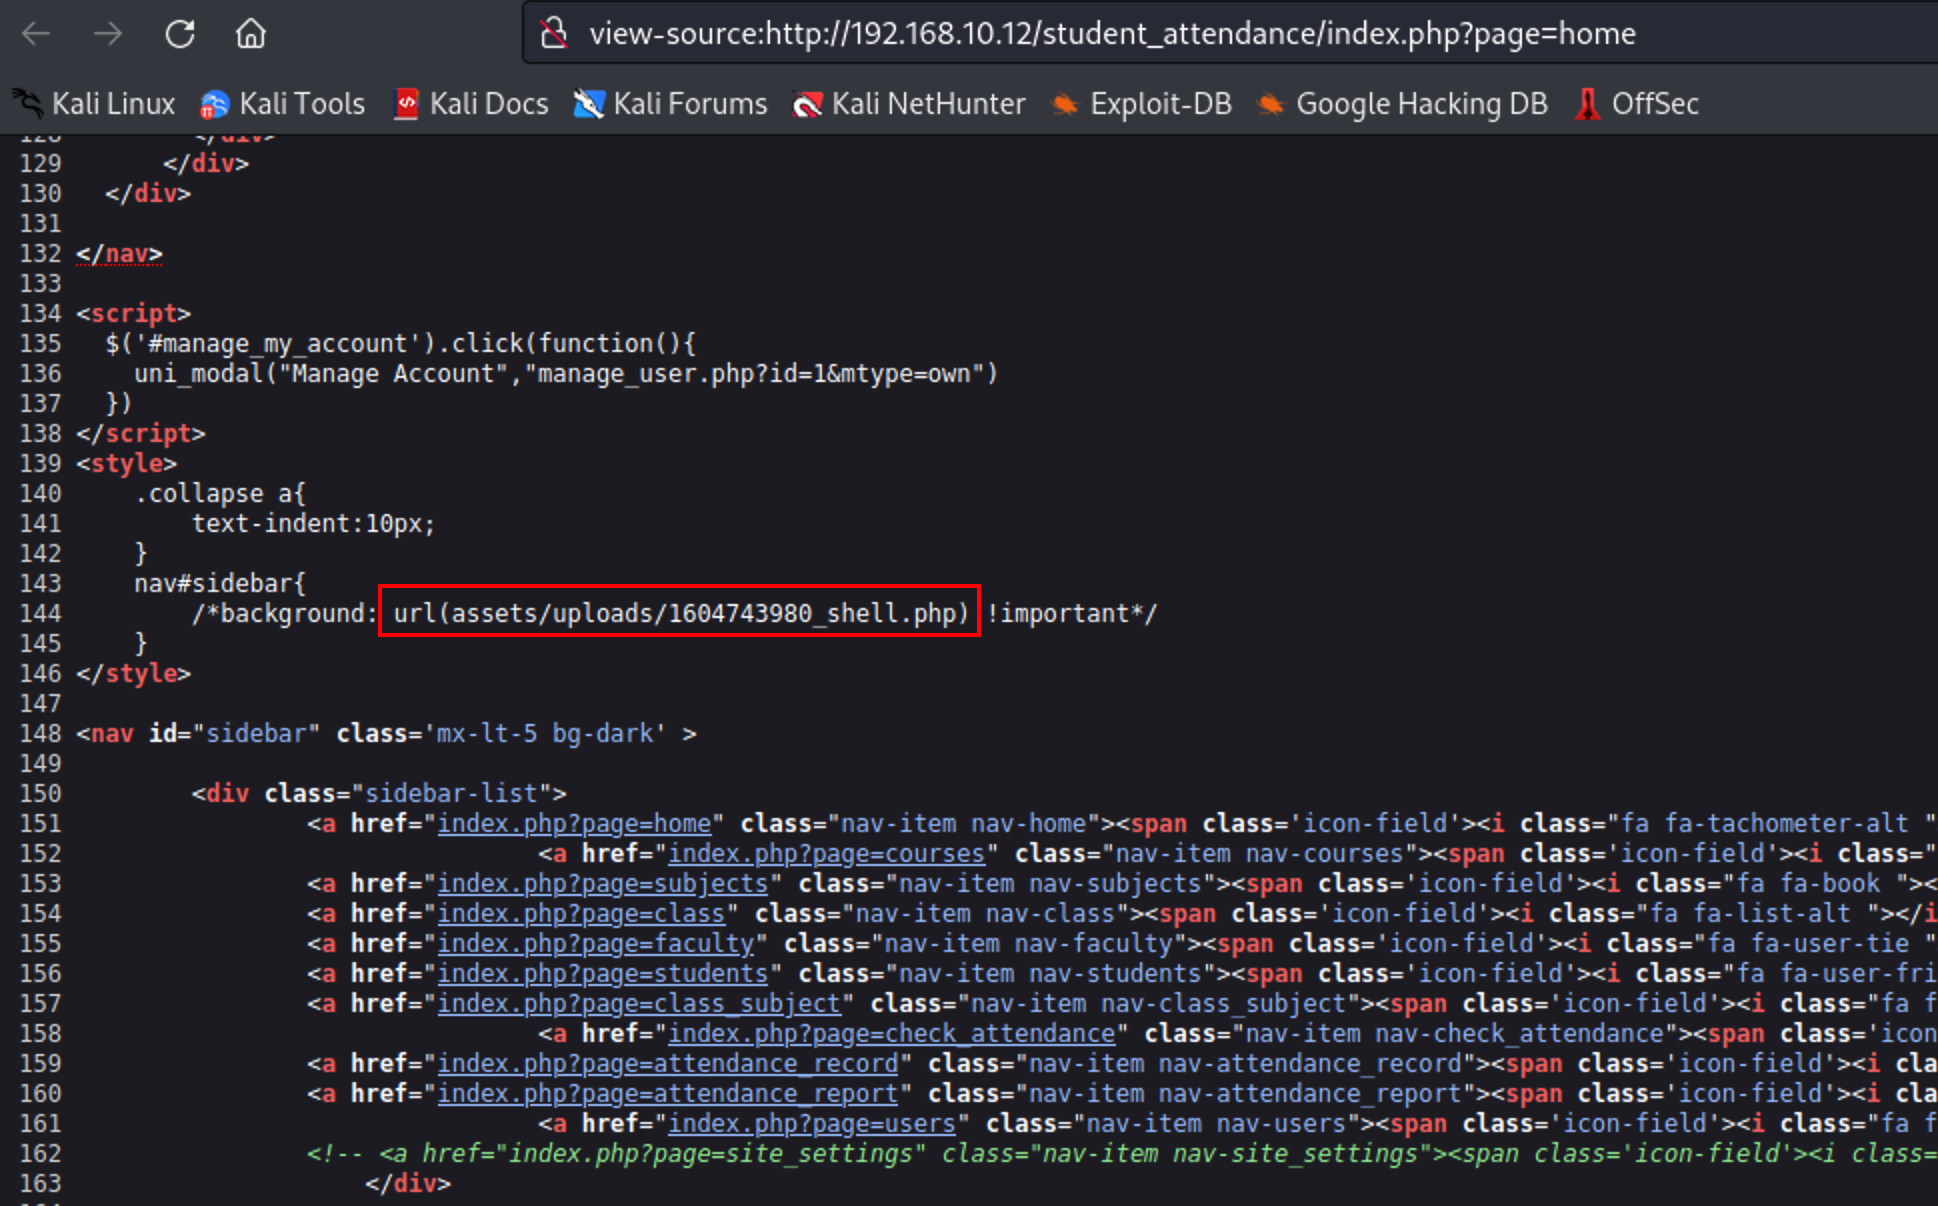 view-source:http://192.168.10.12/student_attendance/index.php?page=home
Kali Linux Kali Tools Kali Docs Kali Forums Kali NetHunter Exploit-DB Google Hacking DB OffSec
128 </div>
129 </div>
130 </div>
131
132 </nav>
133
134 <script>
135 $('#manage_my_account').click(function(){
136 uni_modal("Manage Account","manage_user.php?id=1&mtype=own")
137 })
138 </script>
139 <style>
140 .collapse a{
141 text-indent:10px;
142 }
143 nav#sidebar{
144 /*background: url(assets/uploads/1604743980_shell.php) !important*/
145 }
146 </style>
147
148 <nav id="sidebar" class='mx-lt-5 bg-dark' >
149
150 <div class="sidebar-list">
151 <a href="index.php?page=home" class="nav-item nav-home"><span class='icon-field'><i class="fa fa-tachometer-alt "
152 <a href="index.php?page=courses" class="nav-item nav-courses"><span class='icon-field'><i class="
153 <a href="index.php?page=subjects" class="nav-item nav-subjects"><span class='icon-field'><i class="fa fa-book "><
154 <a href="index.php?page=class" class="nav-item nav-class"><span class='icon-field'><i class="fa fa-list-alt "></i
155 <a href="index.php?page=faculty" class="nav-item nav-faculty"><span class='icon-field'><i class="fa fa-user-tie "
156 <a href="index.php?page=students" class="nav-item nav-students"><span class='icon-field'><i class="fa fa-user-fri
157 <a href="index.php?page=class_subject" class="nav-item nav-class_subject"><span class='icon-field'><i class="fa f
158 <a href="index.php?page=check_attendance" class="nav-item nav-check_attendance"><span class='icon
159 <a href="index.php?page=attendance_record" class="nav-item nav-attendance_record"><span class='icon-field'><i cla
160 <a href="index.php?page=attendance_report" class="nav-item nav-attendance_report"><span class='icon-field'><i cla
161 <a href="index.php?page=users" class="nav-item nav-users"><span class='icon-field'><i class="fa f
162 <!-- <a href="index.php?page=site_settings" class="nav-item nav-site_settings"><span class='icon-field'><i class=
163 </div>